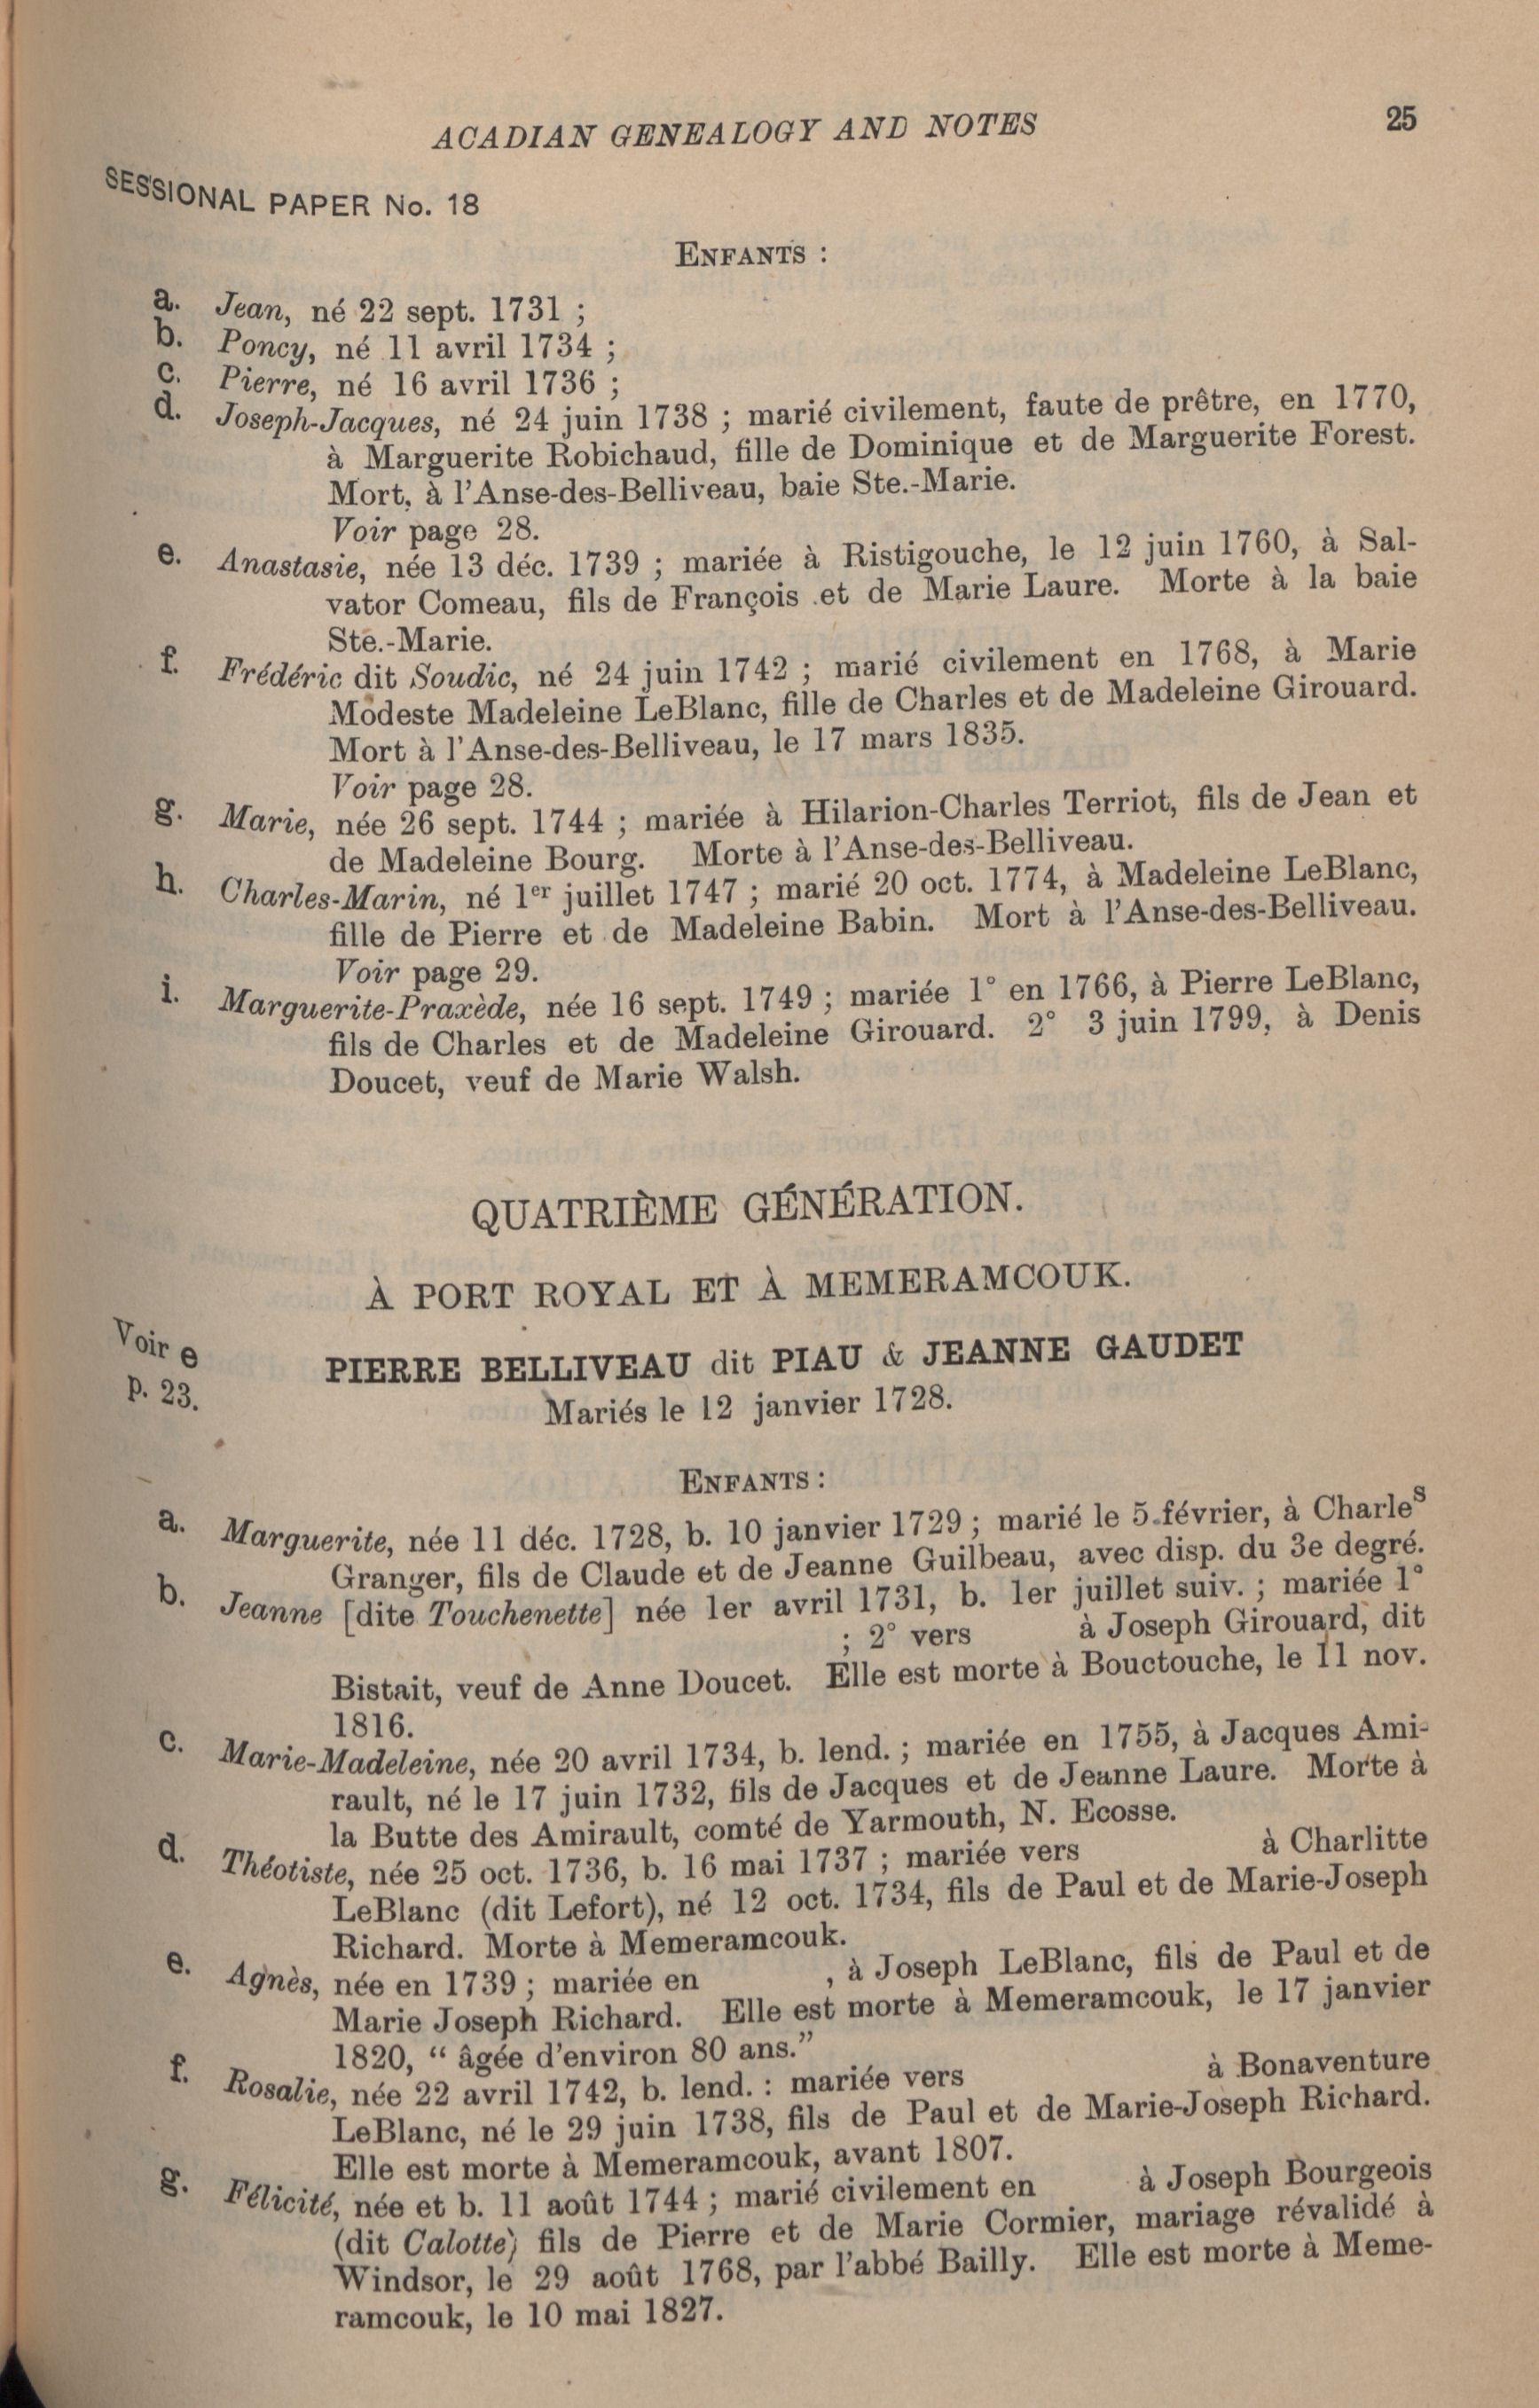 ACADIAN GENEALOGY AND NOTES 25
SESSIONAL PAPER No. 18
ENFANTS :
a. Jean, né 22 sept. 1731 ;
b. Poncy, né 11 avril 1734 ;
c. Pierre, né 16 avril 1736 ;
d. Joseph-Jacques, né 24 juin 1738 ; marié civilement, faute de prêtre, en 1770,
à Marguerite Robichaud, fille de Dominique et de Marguerite Forest.
Mort, à l'Anse-des-Belliveau, baie Ste.-Marie.
Voir page 28.
e. Anastasie, née 13 déc. 1739 ; mariée à Ristigouche, le 12 juin 1760, à Sal-
vator Comeau, fils de François et de Marie Laure. Morte à la baie
Ste.-Marie.
f. Frédéric dit Soudic, né 24 juin 1742 ; marié civilement en 1768, à Marie
Modeste Madeleine LeBlanc, fille de Charles et de Madeleine Girouard.
Mort à l'Anse-des-Belliveau, le 17 mars 1835.
Voir page 28.
g. Marie, née 26 sept. 1744 ; mariée à Hilarion-Charles Terriot, fils de Jean et
de Madeleine Bourg. Morte à l'Anse-des-Belliveau.
h. Charles-Marin, né 1er juillet 1747 ; marié 20 oct. 1774, à Madeleine LeBlanc,
fille de Pierre et de Madeleine Babin. Mort à l'Anse-des-Belliveau.
Voir page 29.
i. Marguerite-Praxède, née 16 sept. 1749 ; mariée 1° en 1766, à Pierre LeBlanc,
fils de Charles et de Madeleine Girouard. 2° 3 juin 1799, à Denis
Doucet, veuf de Marie Walsh.
QUATRIÈME GÉNÉRATION.
À PORT ROYAL ET À MEMERAMCOUK.
Voir e
p. 23.
PIERRE BELLIVEAU dit PIAU & JEANNE GAUDET
Mariés le 12 janvier 1728.
ENFANTS :
a. Marguerite, née 11 déc. 1728, b. 10 janvier 1729 ; marié le 5 février, à Charles
Granger, fils de Claude et de Jeanne Guilbeau, avec disp. du 3e degré.
b. Jeanne [dite Touchenette] née 1er avril 1731, b. 1er juillet suiv. ; mariée 1°
; 2° vers à Joseph Girouard, dit
Bistait, veuf de Anne Doucet. Elle est morte à Bouctouche, le 11 nov.
1816.
c. Marie-Madeleine, née 20 avril 1734, b. lend. ; mariée en 1755, à Jacques Ami-
rault, né le 17 juin 1732, fils de Jacques et de Jeanne Laure. Morte à
la Butte des Amirault, comté de Yarmouth, N. Ecosse.
d. Théotiste, née 25 oct. 1736, b. 16 mai 1737 ; mariée vers à Charlitte
LeBlanc (dit Lefort), né 12 oct. 1734, fils de Paul et de Marie-Joseph
Richard. Morte à Memeramcouk.
e. Agnès, née en 1739 ; mariée en , à Joseph LeBlanc, fils de Paul et de
Marie Joseph Richard. Elle est morte à Memeramcouk, le 17 janvier
1820, “ âgée d'environ 80 ans.”
f. Rosalie, née 22 avril 1742, b. lend. : mariée vers à Bonaventure
LeBlanc, né le 29 juin 1738, fils de Paul et de Marie-Joseph Richard.
Elle est morte à Memeramcouk, avant 1807.
g. Félicité, née et b. 11 août 1744 ; marié civilement en à Joseph Bourgeois
(dit Calotte) fils de Pierre et de Marie Cormier, mariage révalidé à
Windsor, le 29 août 1768, par l'abbé Bailly. Elle est morte à Meme-
ramcouk, le 10 mai 1827.